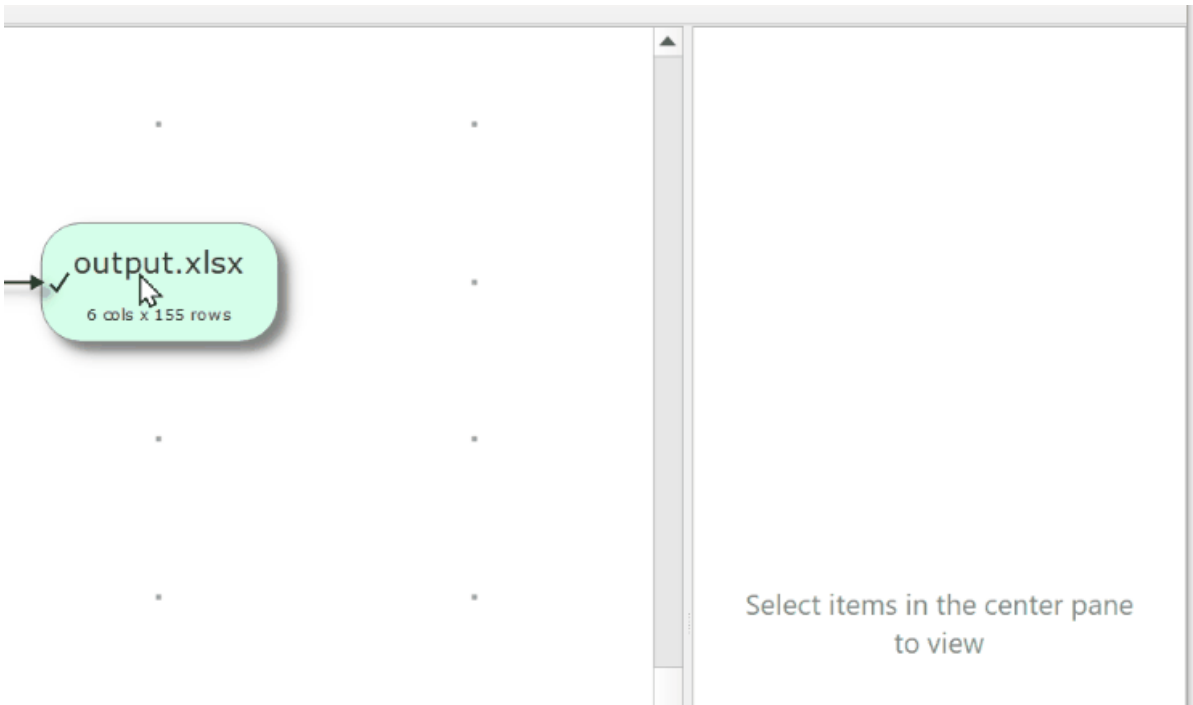 output.xlsx
6 cols x 155 rows
Select items in the center pane
to view